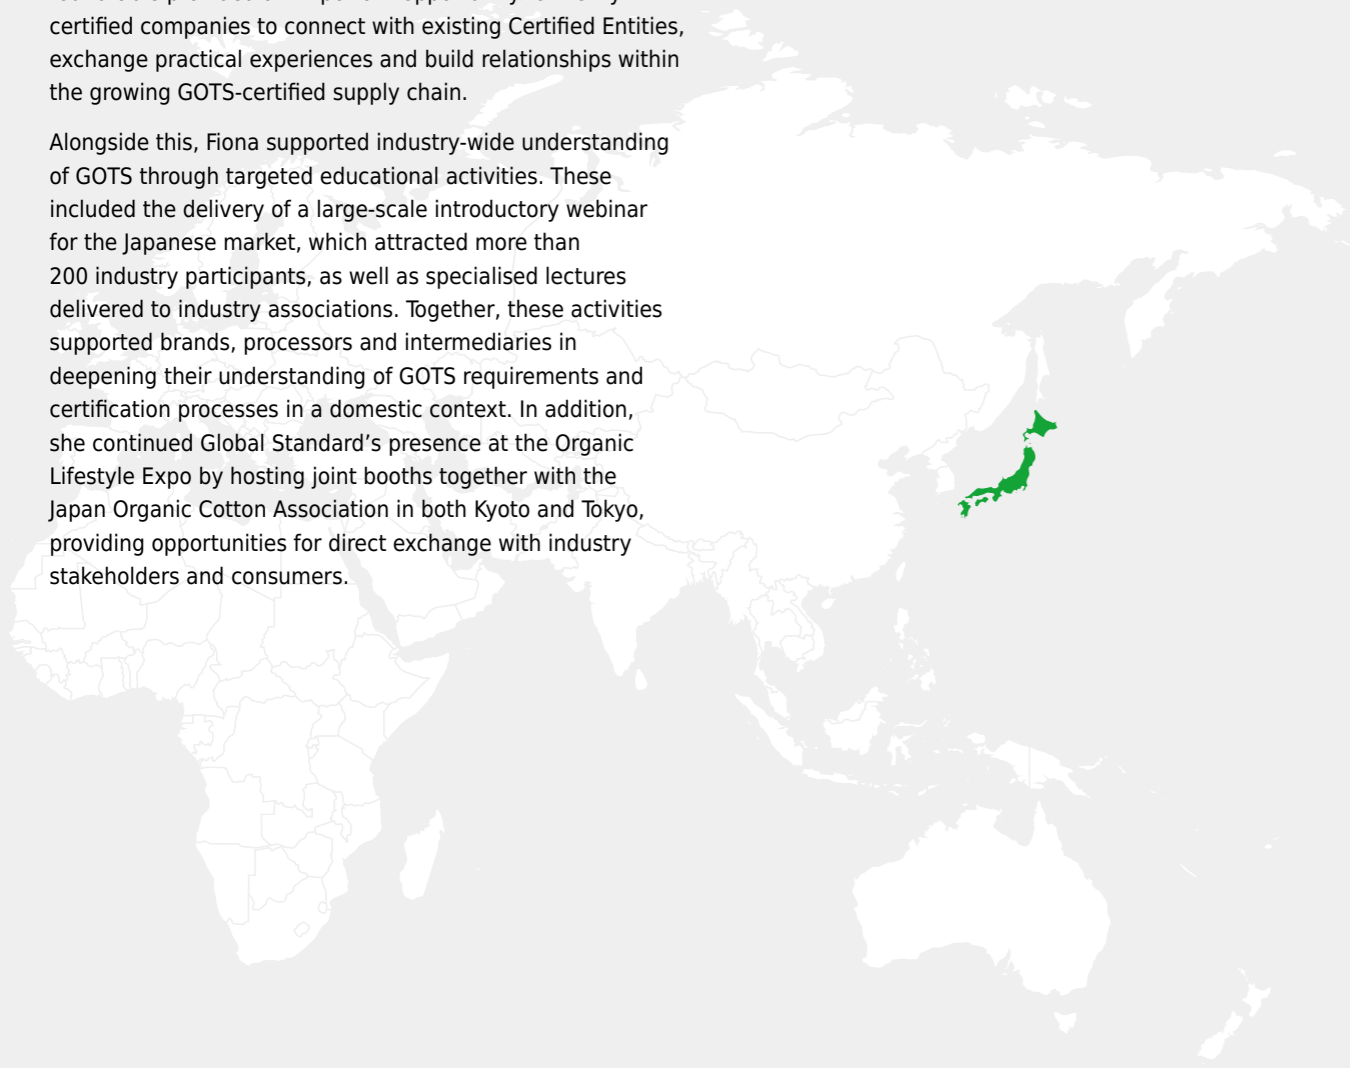 certified companies to connect with existing Certified Entities,
exchange practical experiences and build relationships within
the growing GOTS-certified supply chain.
Alongside this, Fiona supported industry-wide understanding
of GOTS through targeted educational activities. These
included the delivery of a large-scale introductory webinar
for the Japanese market, which attracted more than
200 industry participants, as well as specialised lectures
delivered to industry associations. Together, these activities
supported brands, processors and intermediaries in
deepening their understanding of GOTS requirements and
certification processes in a domestic context. In addition,
she continued Global Standard’s presence at the Organic
Lifestyle Expo by hosting joint booths together with the
Japan Organic Cotton Association in both Kyoto and Tokyo,
providing opportunities for direct exchange with industry
stakeholders and consumers.